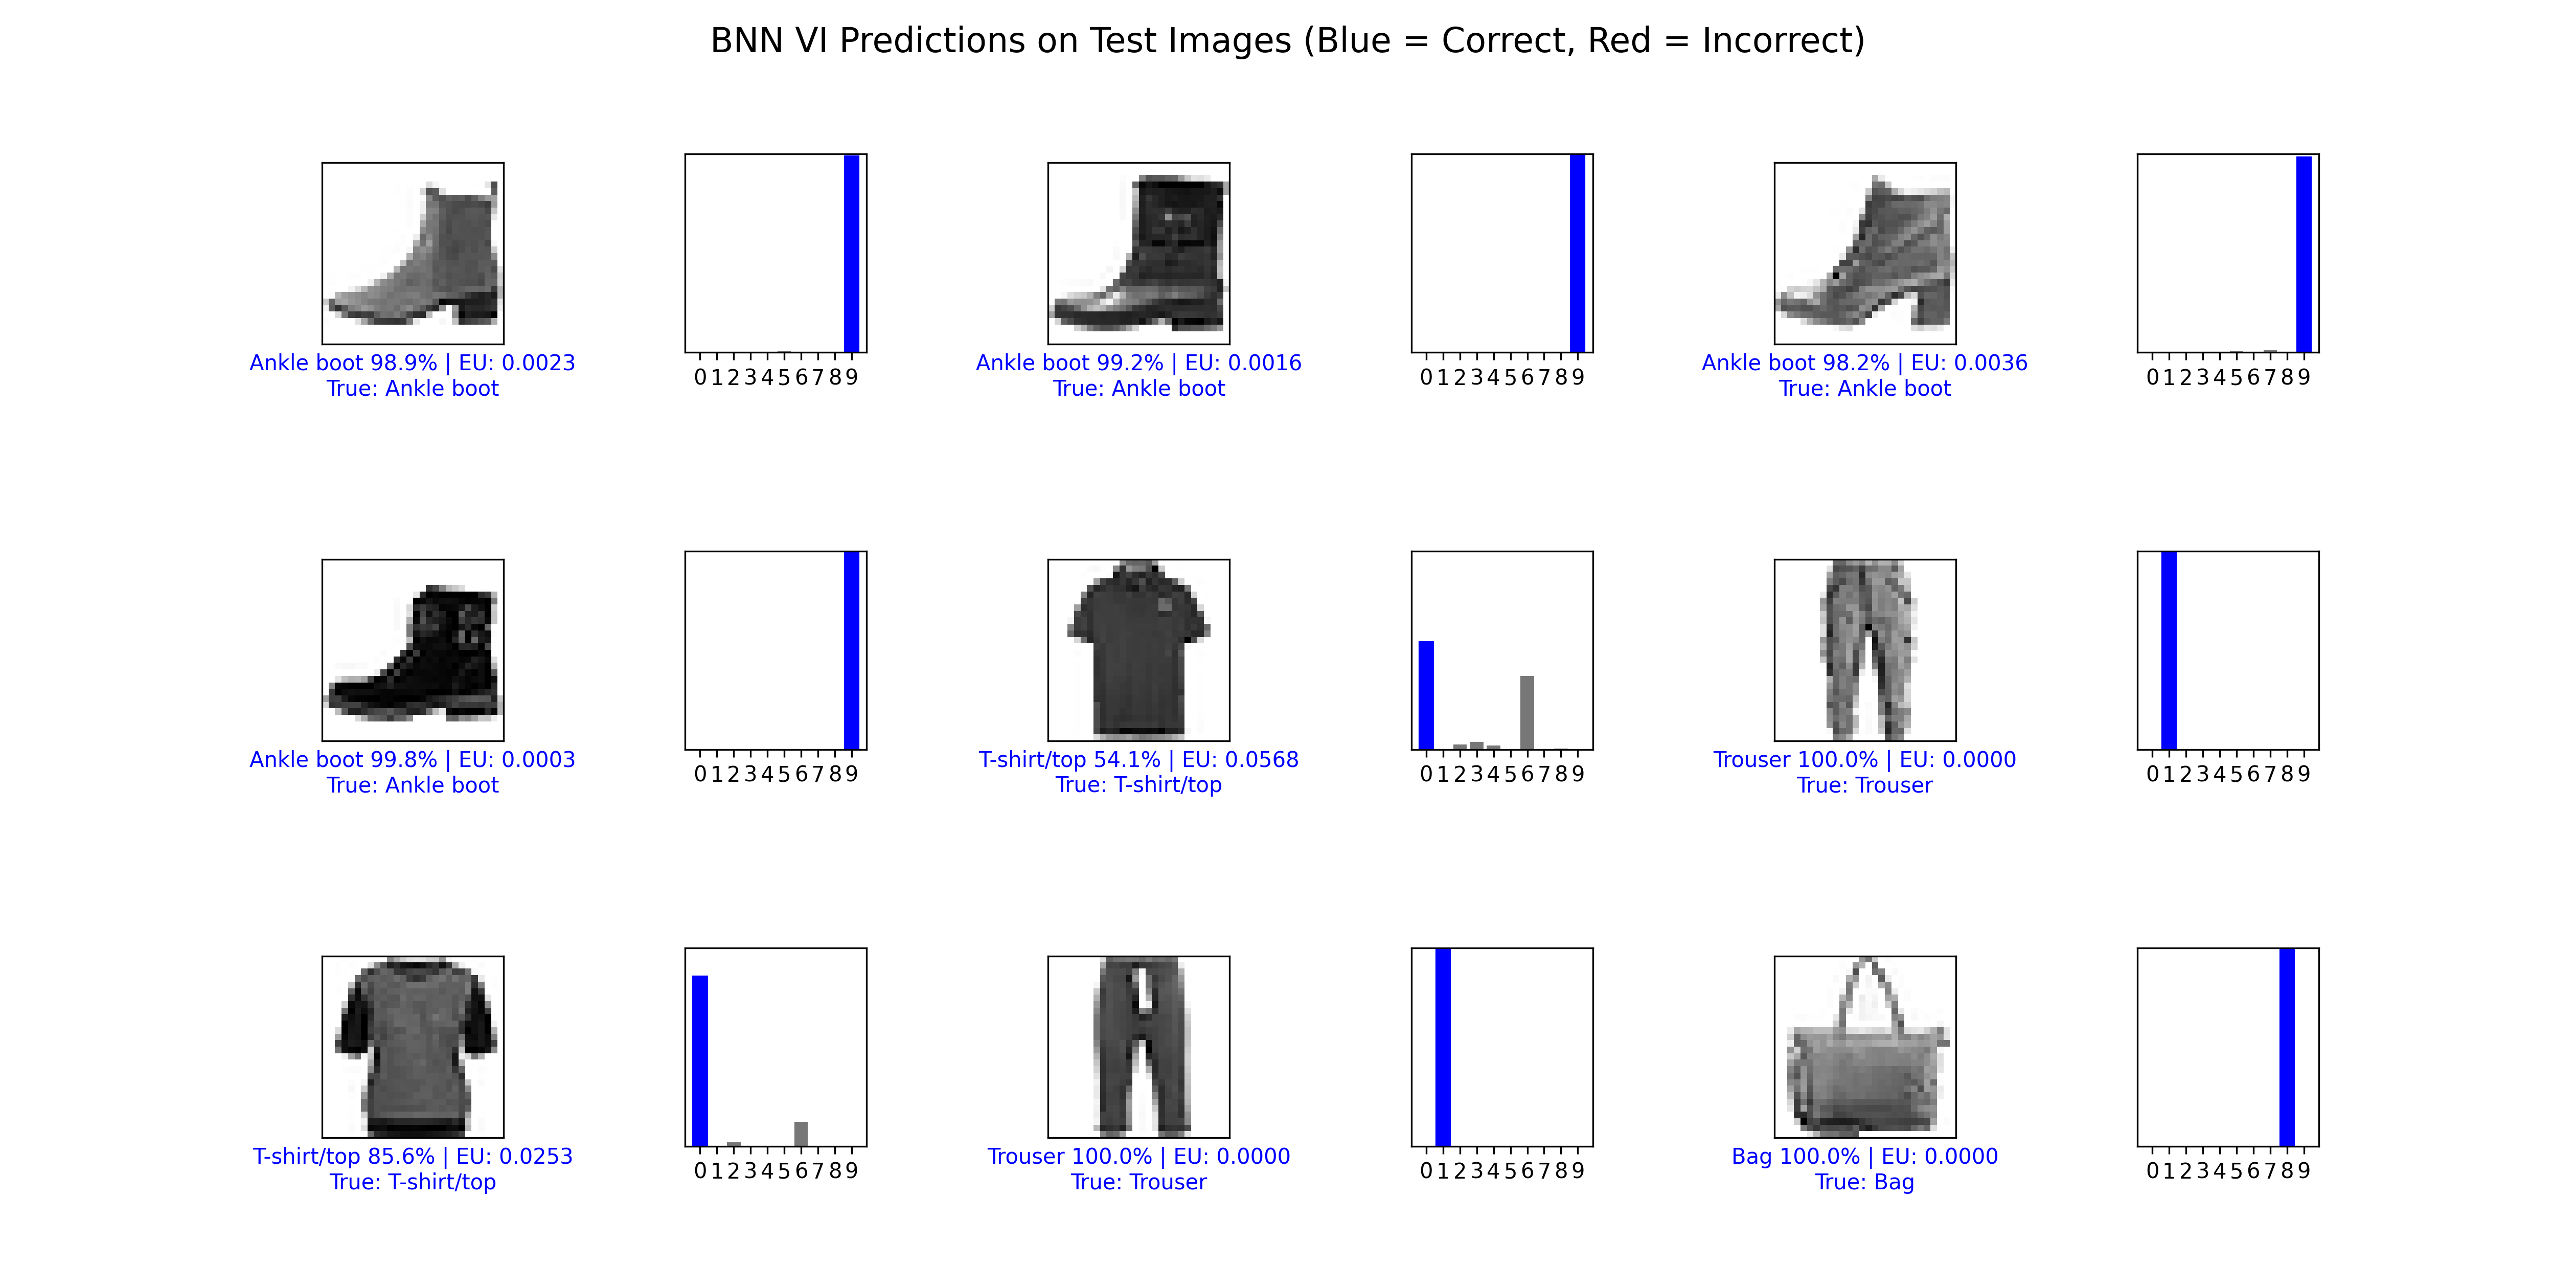 BNN VI Predictions on Test Images (Blue = Correct, Red = Incorrect)
Ankle boot 98.9% | EU: 0.0023
True: Ankle boot
0 1 2 3 4 5 6 7 8 9
Ankle boot 99.2% | EU: 0.0016
True: Ankle boot
0 1 2 3 4 5 6 7 8 9
Ankle boot 98.2% | EU: 0.0036
True: Ankle boot
0 1 2 3 4 5 6 7 8 9
Ankle boot 99.8% | EU: 0.0003
True: Ankle boot
0 1 2 3 4 5 6 7 8 9
T-shirt/top 54.1% | EU: 0.0568
True: T-shirt/top
0 1 2 3 4 5 6 7 8 9
Trouser 100.0% | EU: 0.0000
True: Trouser
0 1 2 3 4 5 6 7 8 9
T-shirt/top 85.6% | EU: 0.0253
True: T-shirt/top
0 1 2 3 4 5 6 7 8 9
Trouser 100.0% | EU: 0.0000
True: Trouser
0 1 2 3 4 5 6 7 8 9
Bag 100.0% | EU: 0.0000
True: Bag
0 1 2 3 4 5 6 7 8 9